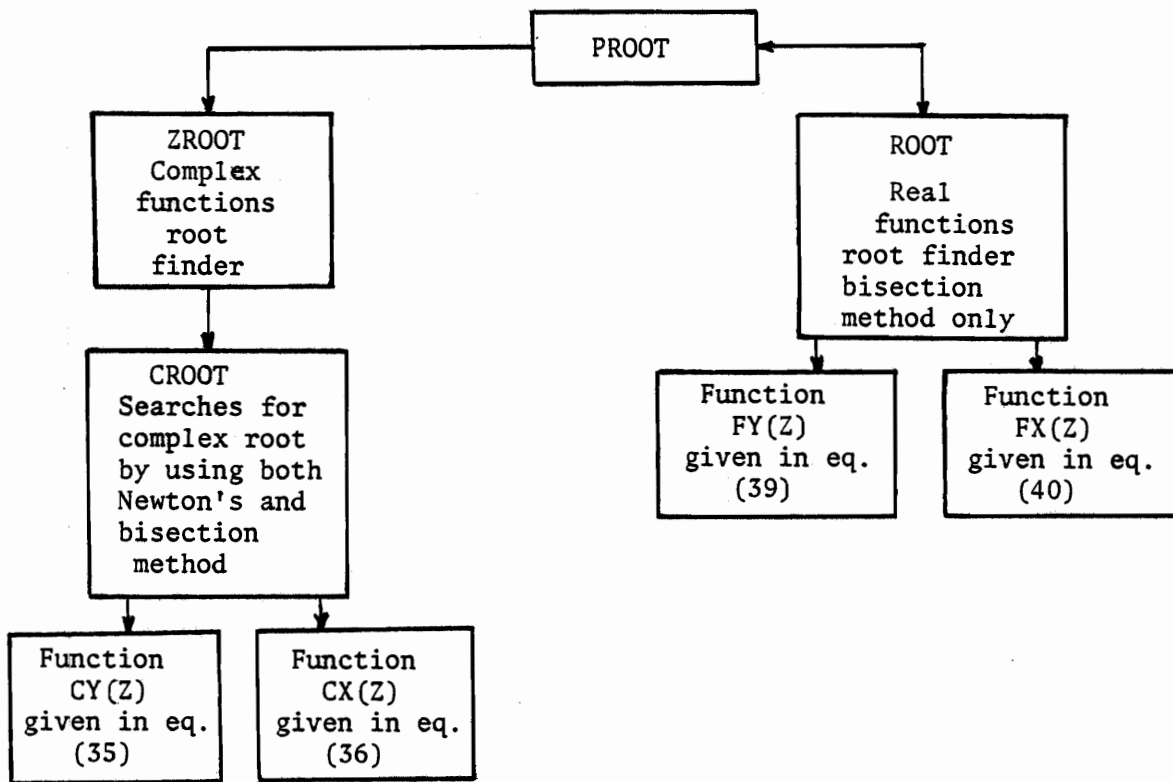 PROOT
ZROOT
Complex
functions
root
finder
ROOT
Real
functions
root finder
bisection
method only
CROOT
Searches for
complex root
by using both
Newton's and
bisection
method
Function
FY(Z)
given in eq.
(39)
Function
FX(Z)
given in eq.
(40)
Function
CY(Z)
given in eq.
(35)
Function
CX(Z)
given in eq.
(36)